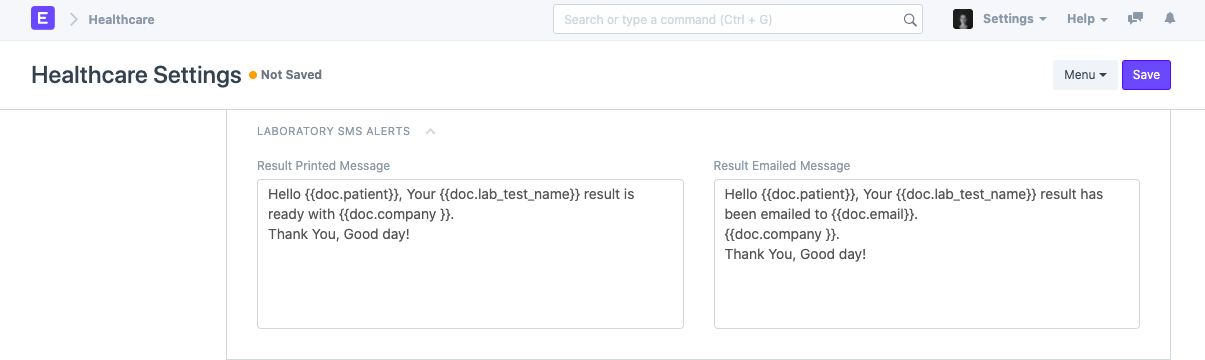 E
Healthcare
Search or type a command (Ctrl + G)
Settings
Help
Healthcare Settings
Not Saved
Menu
Save
LABORATORY SMS ALERTS
Result Printed Message
Hello {{doc.patient}}, Your {{doc.lab_test_name}} result is
ready with {{doc.company }}.
Thank You, Good day!
Result Emailed Message
Hello {{doc.patient}}, Your {{doc.lab_test_name}} result has
been emailed to {{doc.email}}.
{{doc.company }}.
Thank You, Good day!